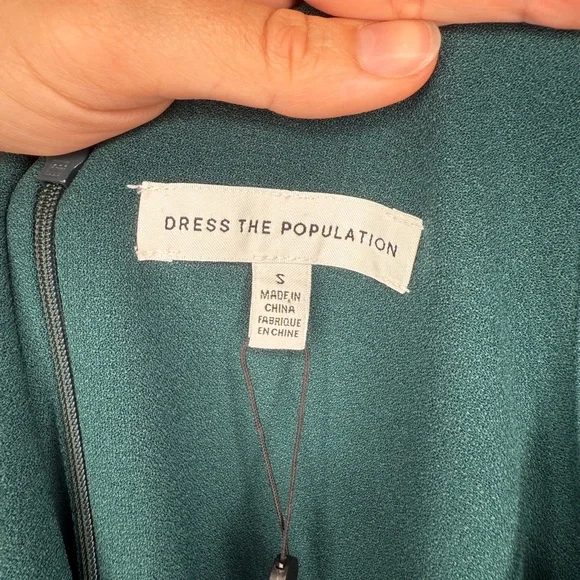 DRESS THE POPULATION
S
MADE IN
CHINA
FABRIQUE
EN CHINE